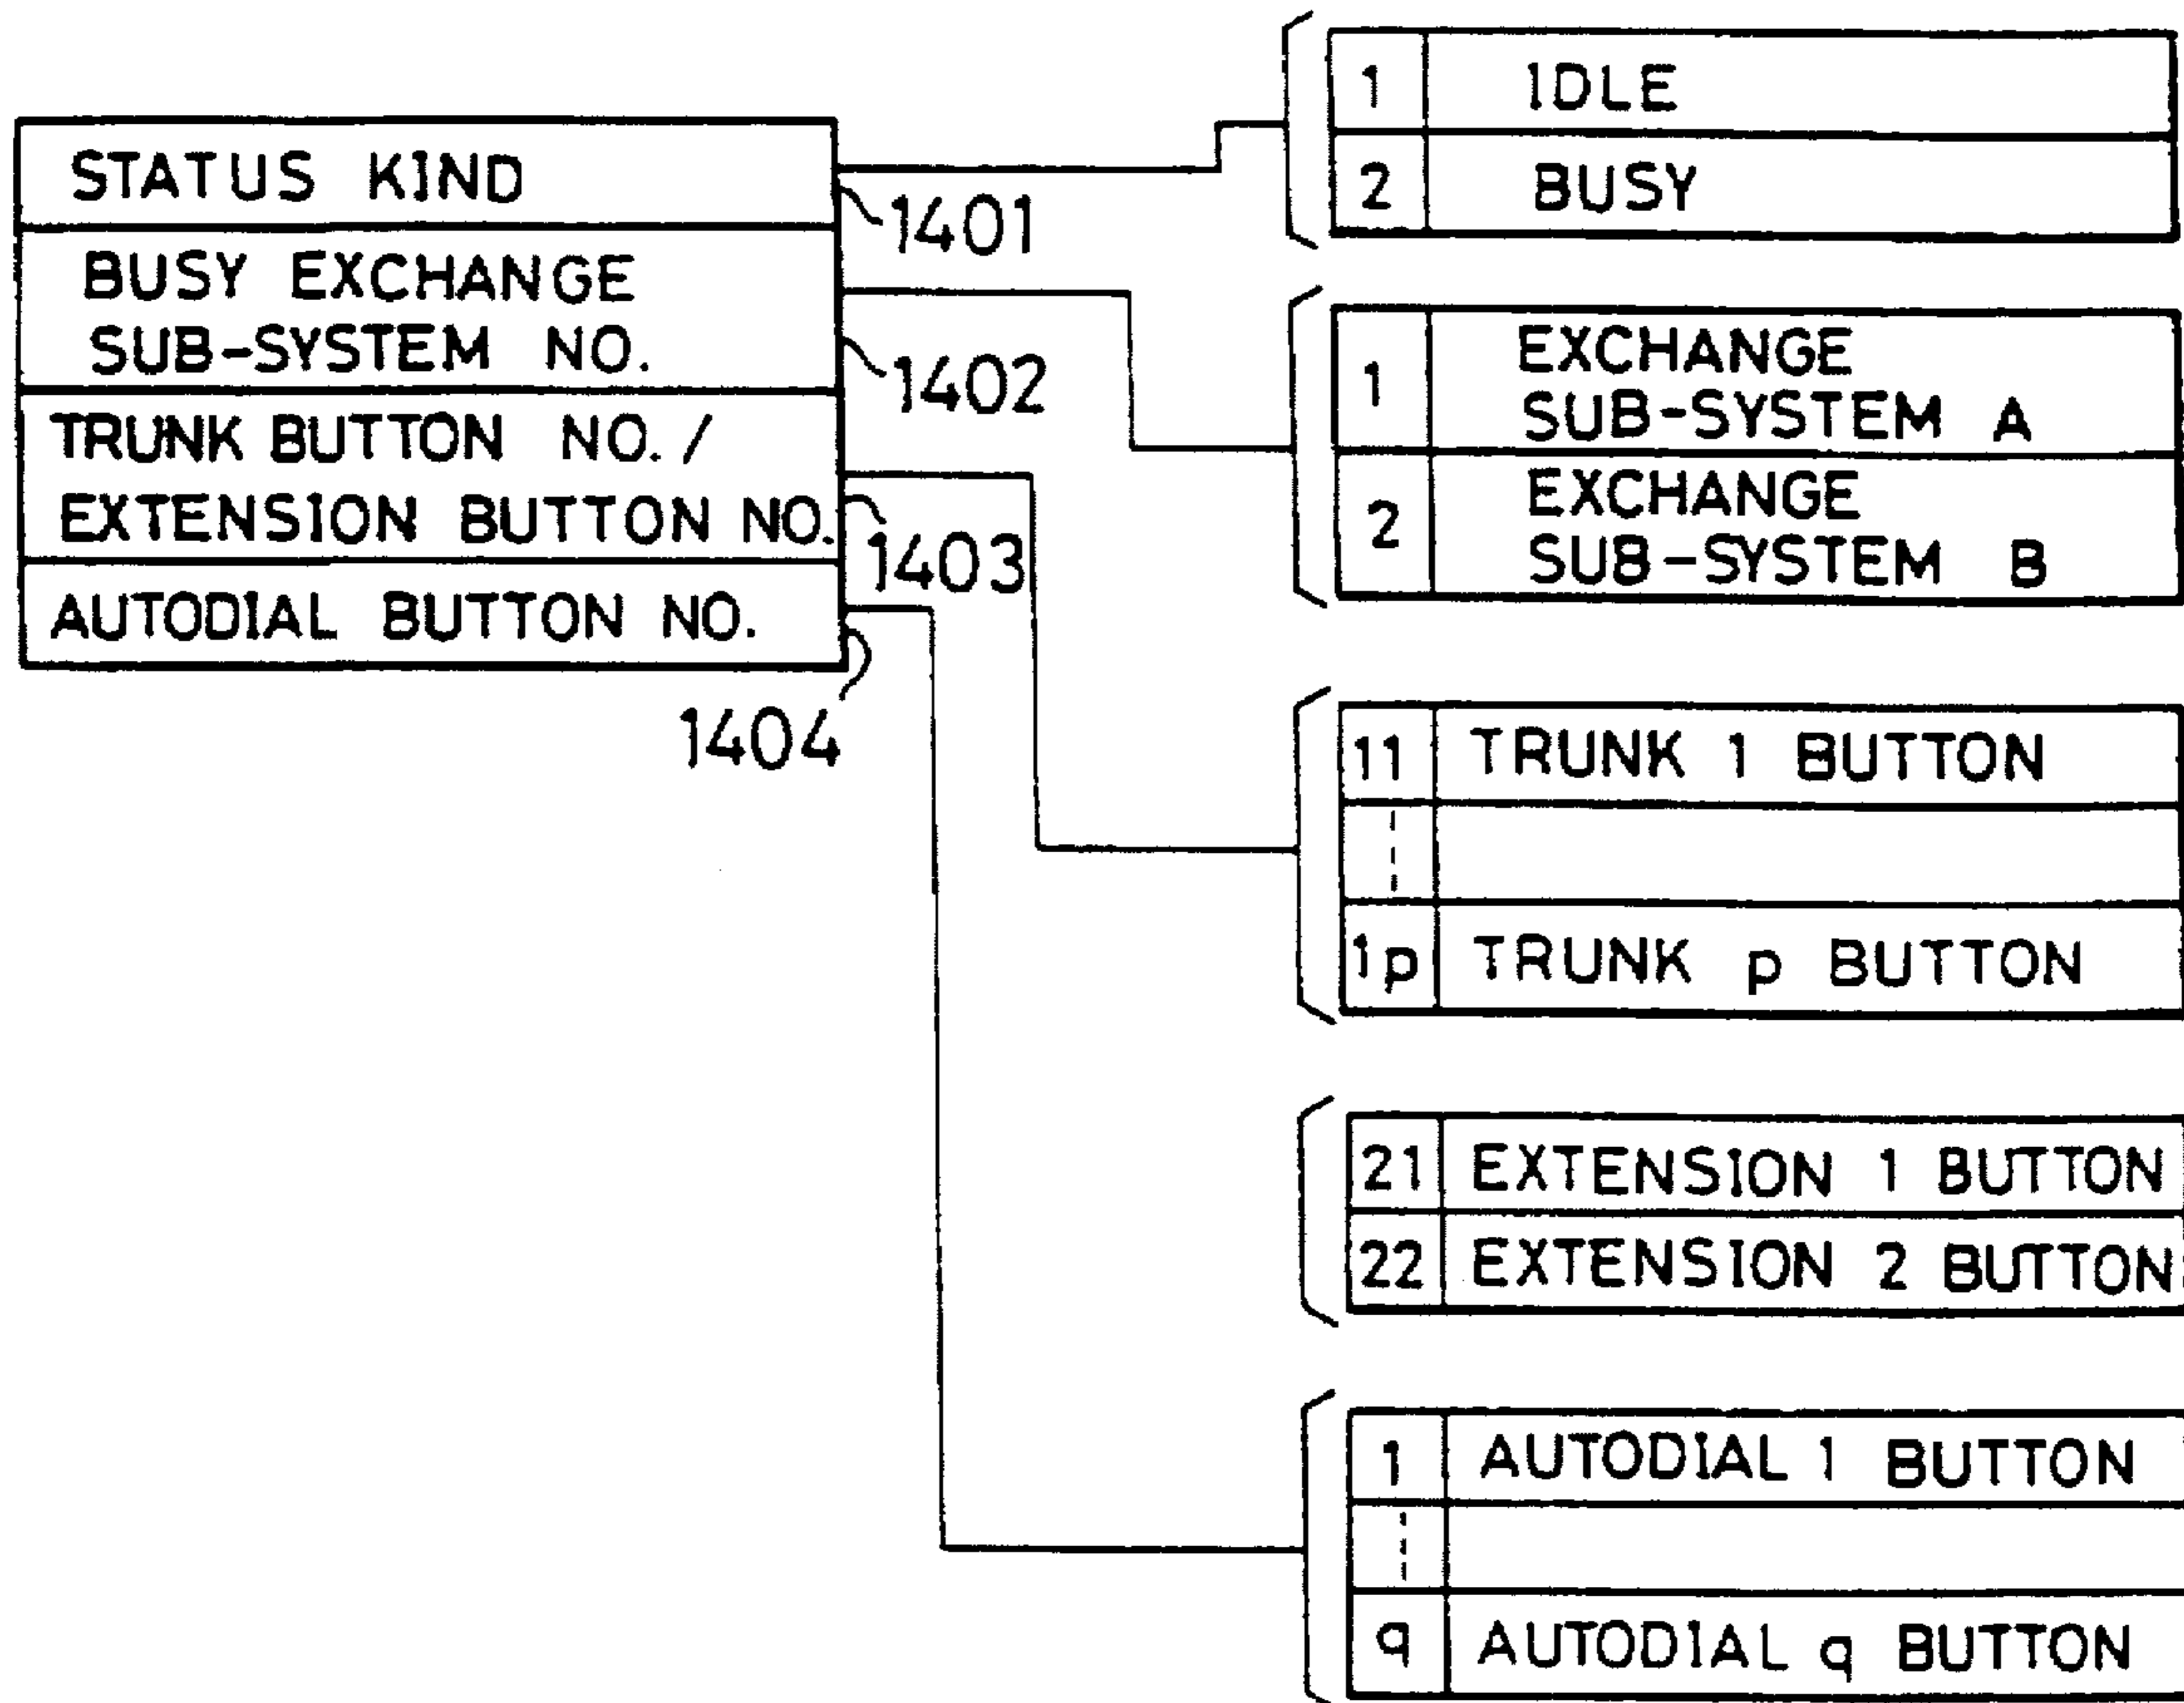 STATUS KIND
1401
BUSY EXCHANGE
SUB-SYSTEM NO.
1402
TRUNK BUTTON NO. /
EXTENSION BUTTON NO.
1403
AUTODIAL BUTTON NO.
1404
1 IDLE
2 BUSY
1 EXCHANGE
SUB-SYSTEM A
2 EXCHANGE
SUB-SYSTEM B
11 TRUNK 1 BUTTON
1p TRUNK p BUTTON
21 EXTENSION 1 BUTTON
22 EXTENSION 2 BUTTON
1 AUTODIAL 1 BUTTON
q AUTODIAL q BUTTON